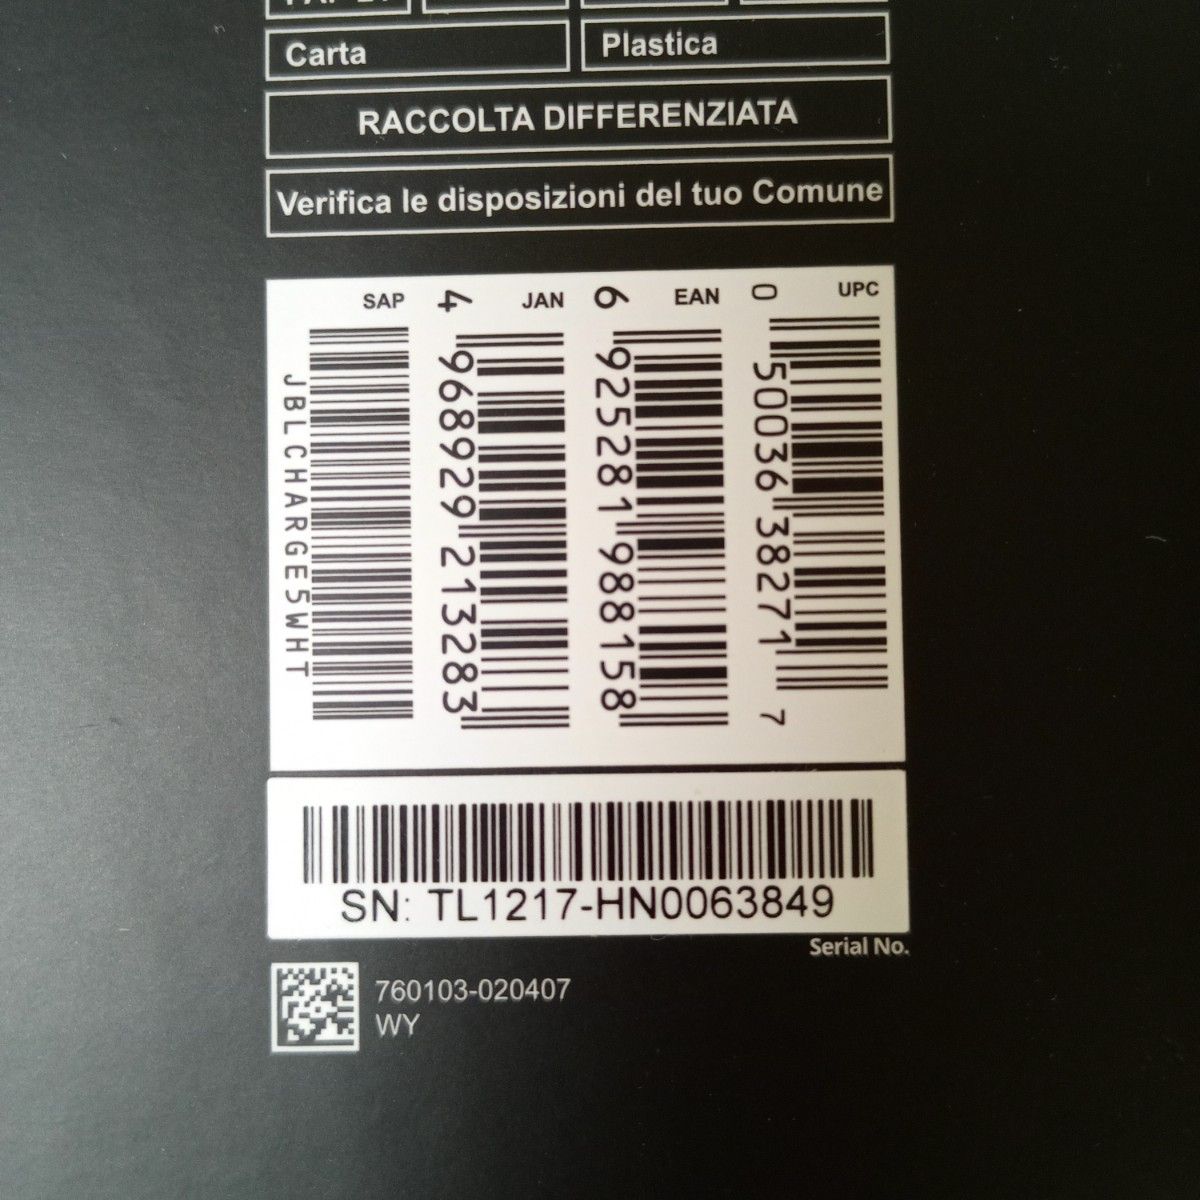 Carta
Plastica
RACCOLTA DIFFERENZIATA
Verifica le disposizioni del tuo Comune
SAP
JBLCHARGE5WHT
JAN
4 968929 213283
EAN
6 925281 988158
UPC
0 50036 38271 7
SN: TL1217-HN0063849
Serial No.
760103-020407
WY